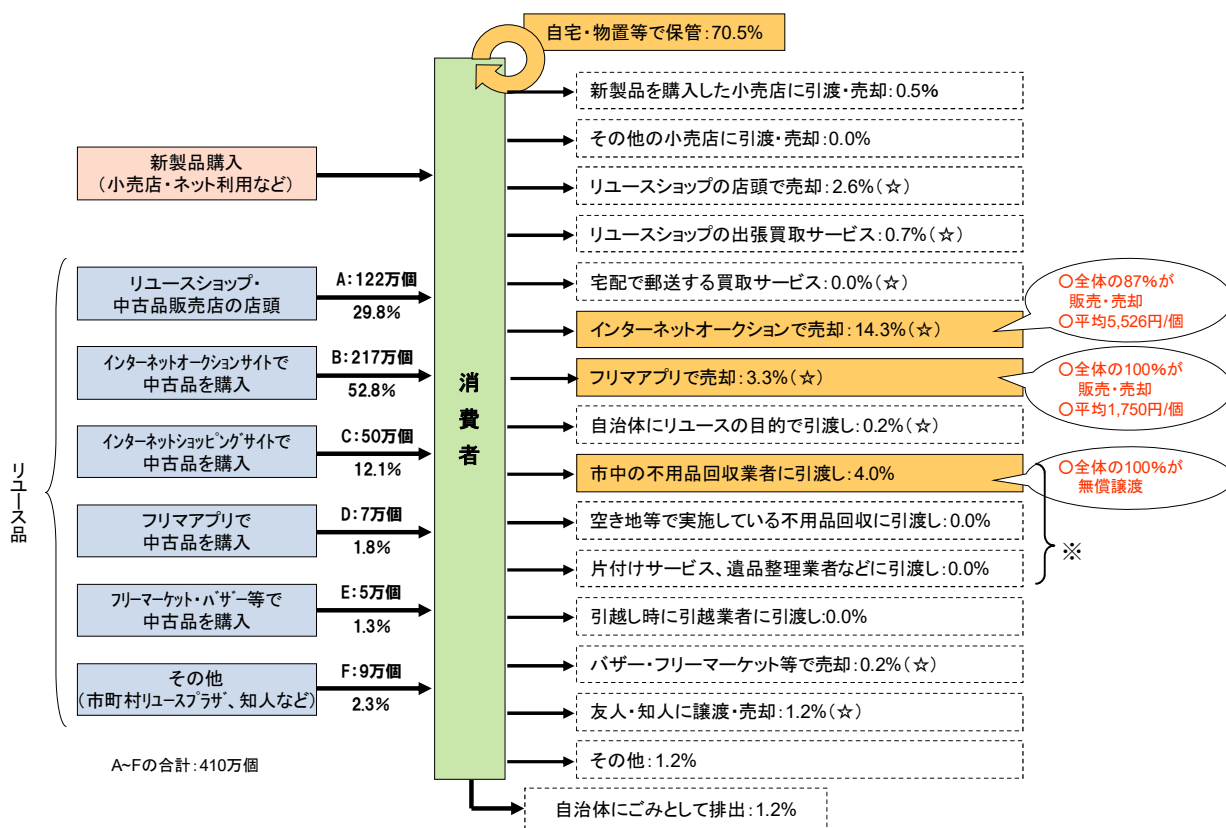 自宅・物置等で保管:70.5%
新製品を購入した小売店に引渡・売却:0.5%
その他の小売店に引渡・売却:0.0%
新製品購入
(小売店・ネット利用など)
リユースショップの店頭で売却:2.6%(☆)
リユースショップの出張買取サービス:0.7%(☆)
リユースショップ・
中古品販売店の店頭
A:122万個
29.8%
宅配で郵送する買取サービス:0.0%(☆)
〇全体の87%が
販売・売却
〇平均5,526円/個
インターネットオークションで売却:14.3%(☆)
インターネットオークションサイトで
中古品を購入
B:217万個
52.8%
消費者
フリマアプリで売却:3.3%(☆)
〇全体の100%が
販売・売却
〇平均1,750円/個
自治体にリユースの目的で引渡し:0.2%(☆)
インターネットショッピングサイトで
中古品を購入
C:50万個
12.1%
市中の不用品回収業者に引渡し:4.0%
〇全体の100%が
無償譲渡
リユース品
フリマアプリで
中古品を購入
D:7万個
1.8%
空き地等で実施している不用品回収に引渡し:0.0%
片付けサービス、遺品整理業者などに引渡し:0.0%
※
フリーマーケット・バザー等で
中古品を購入
E:5万個
1.3%
引越し時に引越業者に引渡し:0.0%
バザー・フリーマーケット等で売却:0.2%(☆)
その他
(市町村リユースプラザ、知人など)
F:9万個
2.3%
友人・知人に譲渡・売却:1.2%(☆)
その他:1.2%
A~Fの合計:410万個
自治体にごみとして排出:1.2%